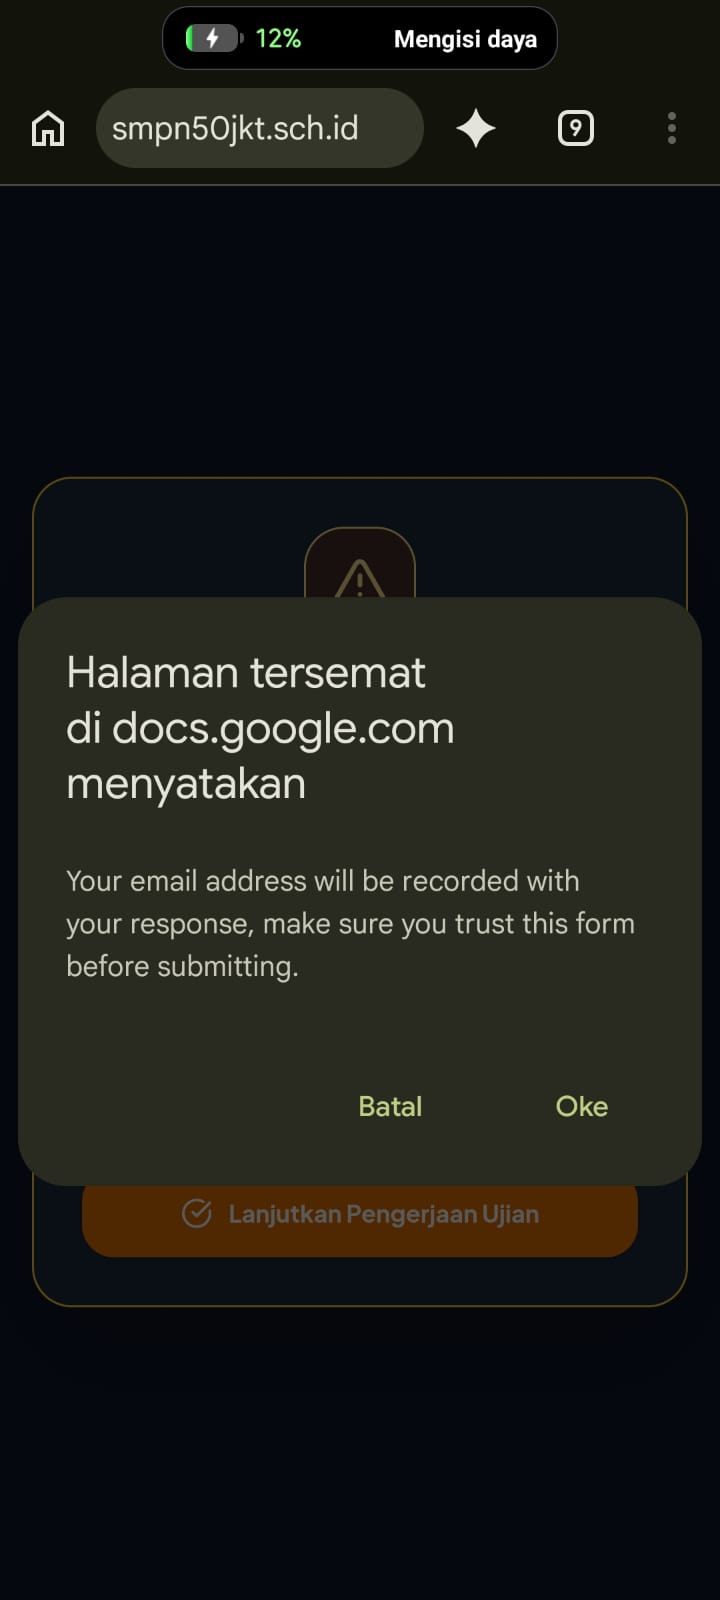 12% Mengisi daya
smpn50jkt.sch.id 9
Halaman tersemat
di docs.google.com
menyatakan
Your email address will be recorded with
your response, make sure you trust this form
before submitting.
Batal Oke
Lanjutkan Pengerjaan Ujian